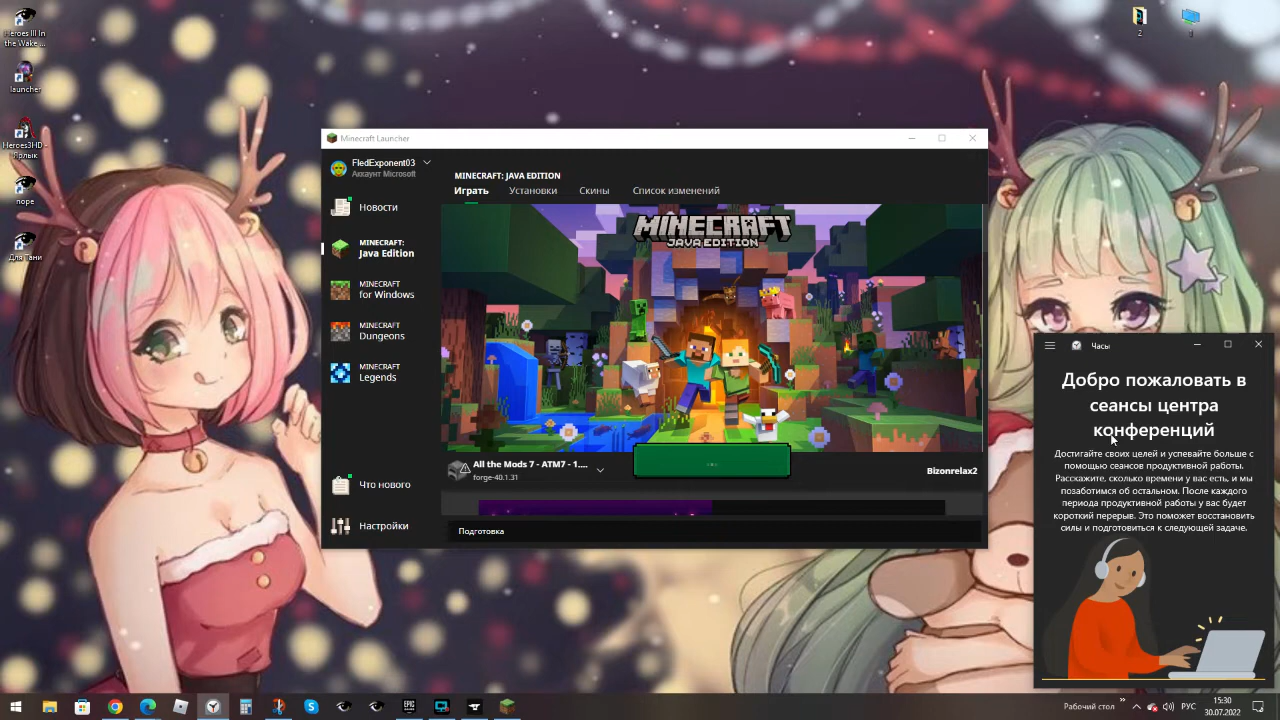 Heroes III In
the Wake ...
launcher
Heroes3HD -
Ярлык
nope
для тани
2
1
Minecraft Launcher
FledExponent03
Аккаунт Microsoft
Новости
MINECRAFT:
Java Edition
MINECRAFT
for Windows
MINECRAFT
Dungeons
MINECRAFT
Legends
Что нового
Настройки
MINECRAFT: JAVA EDITION
Играть
Установки
Скины
Список изменений
MINECRAFT
JAVA EDITION
All the Mods 7 - ATM7 - 1....
forge-40.1.31
Bizonrelax2
Подготовка
Часы
Добро пожаловать в
сеансы центра
конференций
Достигайте своих целей и успевайте больше с
помощью сеансов продуктивной работы.
Расскажите, сколько времени у вас есть, и мы
позаботимся об остальном. После каждого
периода продуктивной работы у вас будет
короткий перерыв. Это поможет восстановить
силы и подготовиться к следующей задаче.
EPIC
GAMES
Рабочий стол
РУС
15:30
30.07.2022